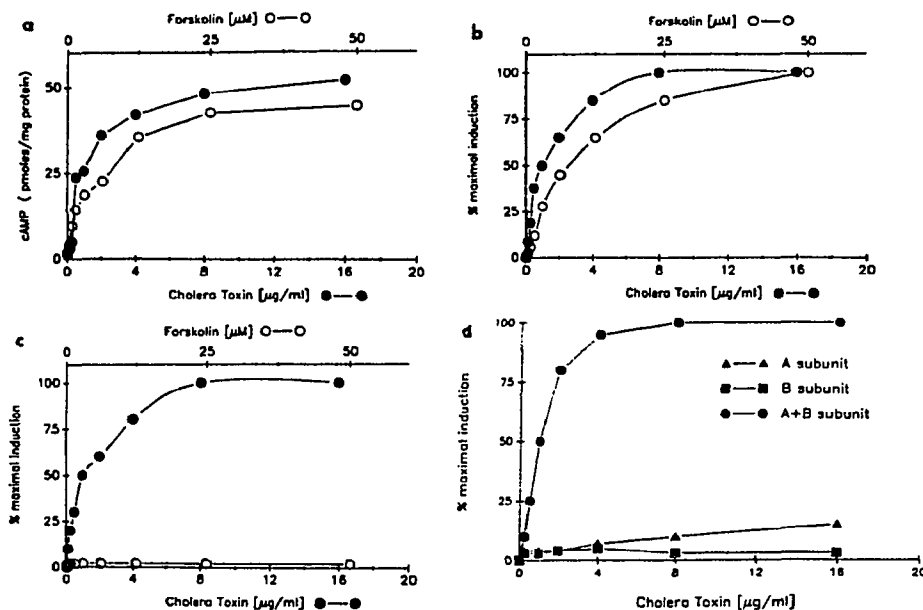 a
Forskolin [μM] ○—○
0 25 50
cAMP ( pmoles/mg protein)
50
25
0
0 4 8 12 16 20
Cholera Toxin [μg/ml] ●—●
b
Forskolin [μM] ○—○
0 25 50
% maximal induction
100
75
50
25
0
0 4 8 12 16 20
Cholera Toxin [μg/ml] ●—●
c
Forskolin [μM] ○—○
0 25 50
% maximal induction
100
75
50
25
0
0 4 8 12 16 20
Cholera Toxin [μg/ml] ●—●
d
% maximal induction
100
75
50
25
0
▲—▲ A subunit
■—■ B subunit
●—● A+B subunit
0 4 8 12 16 20
Cholera Toxin [μg/ml]